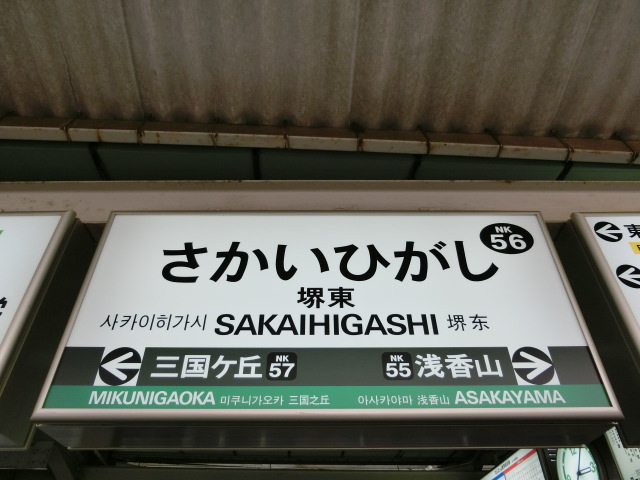 NK
56
さかいひがし
堺東
사카이히가시 SAKAIHIGASHI 堺东
三国ケ丘 NK 57 NK 55 浅香山
MIKUNIGAOKA 미쿠니가오카 三国之丘 아사카야마 浅香山 ASAKAYAMA
東